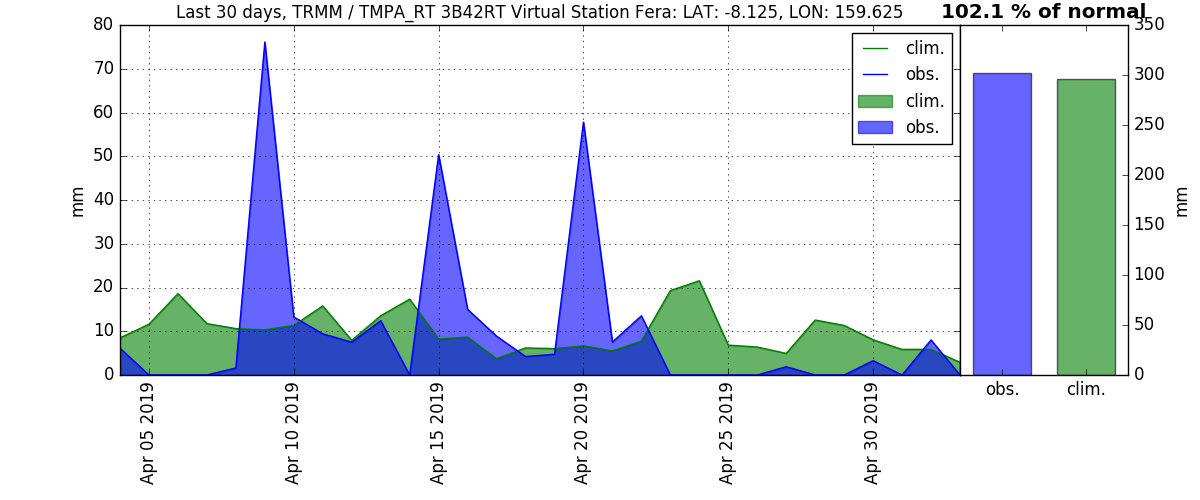 Last 30 days, TRMM / TMPA_RT 3B42RT Virtual Station Fera: LAT: -8.125, LON: 159.625
102.1 % of normal
80
70
60
50
40
30
20
10
0
mm
clim.
obs.
clim.
obs.
350
300
250
200
150
100
50
0
mm
Apr 05 2019
Apr 10 2019
Apr 15 2019
Apr 20 2019
Apr 25 2019
Apr 30 2019
obs.
clim.